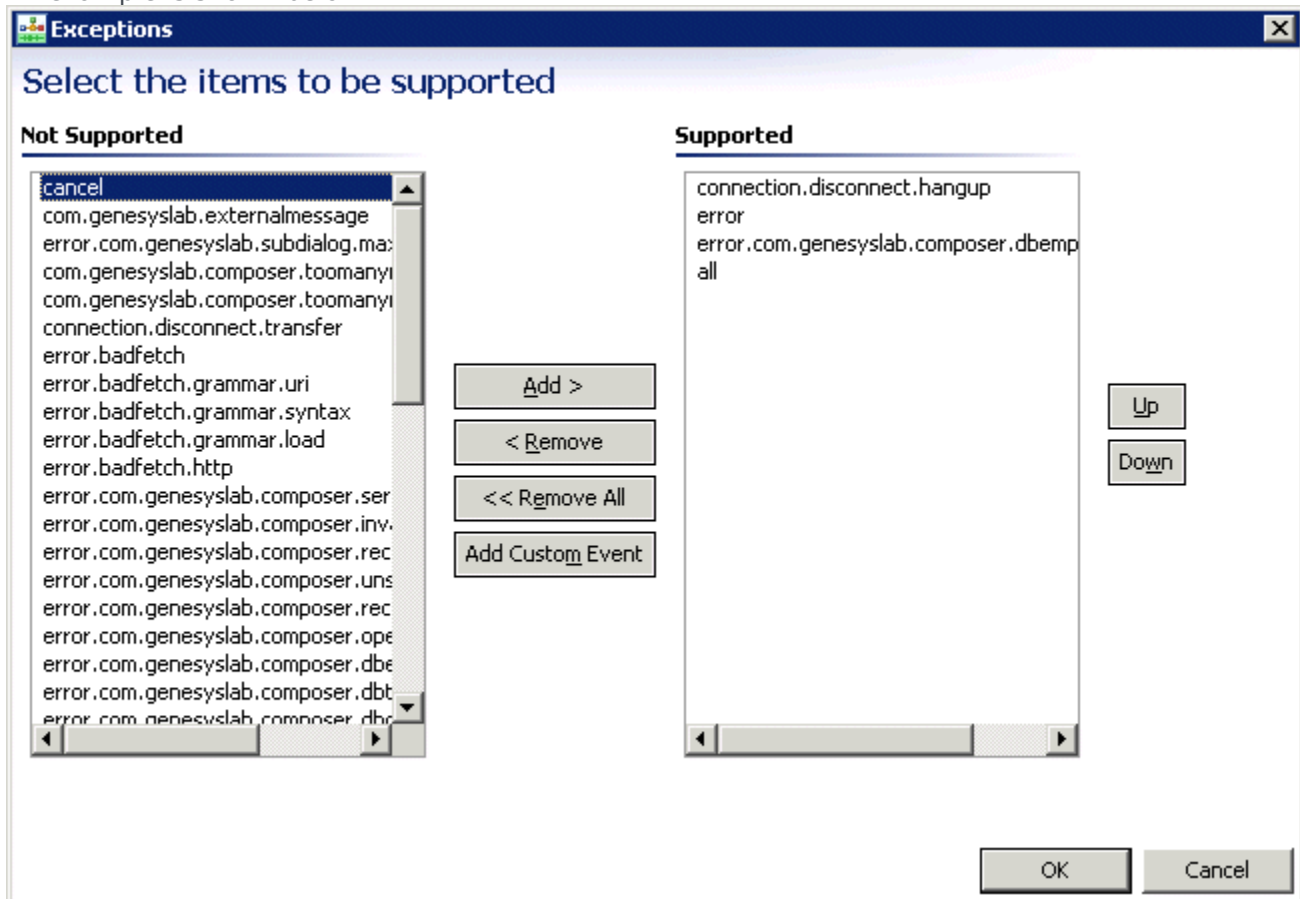 Exceptions
Select the items to be supported
Not Supported
cancel
com.genesyslab.externalmessage
error.com.genesyslab.subdialog.max
com.genesyslab.composer.toomany
com.genesyslab.composer.toomany
connection.disconnect.transfer
error.badfetch
error.badfetch.grammar.uri
error.badfetch.grammar.syntax
error.badfetch.grammar.load
error.badfetch.http
error.com.genesyslab.composer.ser
error.com.genesyslab.composer.inv
error.com.genesyslab.composer.rec
error.com.genesyslab.composer.uns
error.com.genesyslab.composer.rec
error.com.genesyslab.composer.ope
error.com.genesyslab.composer.dbe
error.com.genesyslab.composer.dbt
error.com.genesyslab.composer.dbc
Add >
< Remove
<< Remove All
Add Custom Event
Supported
connection.disconnect.hangup
error
error.com.genesyslab.composer.dbemp
all
Up
Down
OK
Cancel